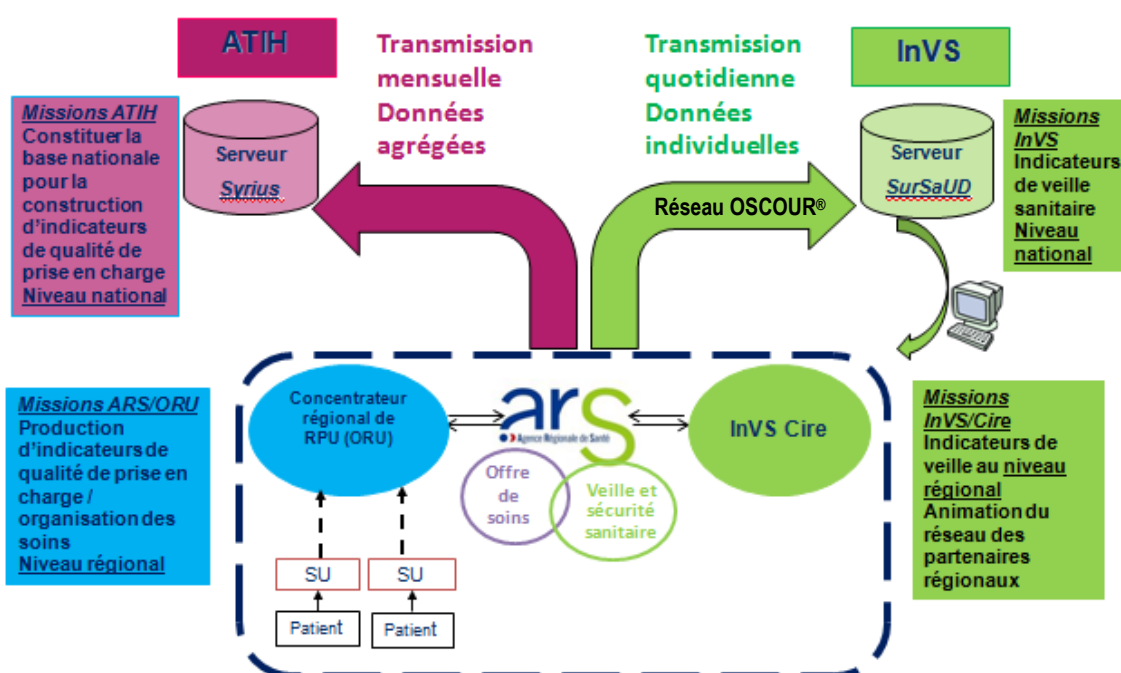 ATIH
Transmission
mensuelle
Données
agrégées
Transmission
quotidienne
Données
individuelles
InVS
Missions ATIH
Constituer la
base nationale
pour la
construction
d'indicateurs
de qualité de
prise en charge
Niveau national
Serveur
Syrius
Réseau OSCOUR®
Serveur
SurSaUD
Missions
InVS
Indicateurs
de veille
sanitaire
Niveau
national
Missions ARS/ORU
Production
d'indicateurs de
qualité de prise en
charge /
organisation des
soins
Niveau régional
Concentrateur
régional de
RPU (ORU)
ars
Agence Régionale de Santé
Offre
de
soins
Veille et
sécurité
sanitaire
InVS Cire
SU
SU
Patient
Patient
Missions
InVS/Cire
Indicateurs de
veille au niveau
régional
Animation du
réseau des
partenaires
régionaux